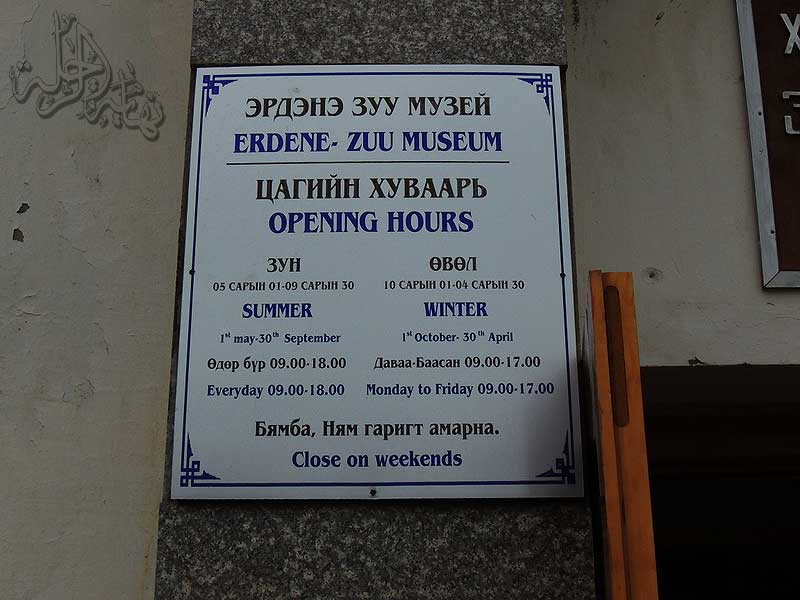 ЭРДЭНЭ ЗУУ МУЗЕЙ
ERDENE- ZUU MUSEUM
ЦАГИЙН ХУВААРЬ
OPENING HOURS
ЗУН
05 САРЫН 01-09 САРЫН 30
SUMMER
1st may-30th September
Өдөр бүр 09.00-18.00
Everyday 09.00-18.00
ӨВӨЛ
10 САРЫН 01-04 САРЫН 30
WINTER
1st October- 30th April
Даваа-Баасан 09.00-17.00
Monday to Friday 09.00-17.00
Бямба, Ням гаригт амарна.
Close on weekends